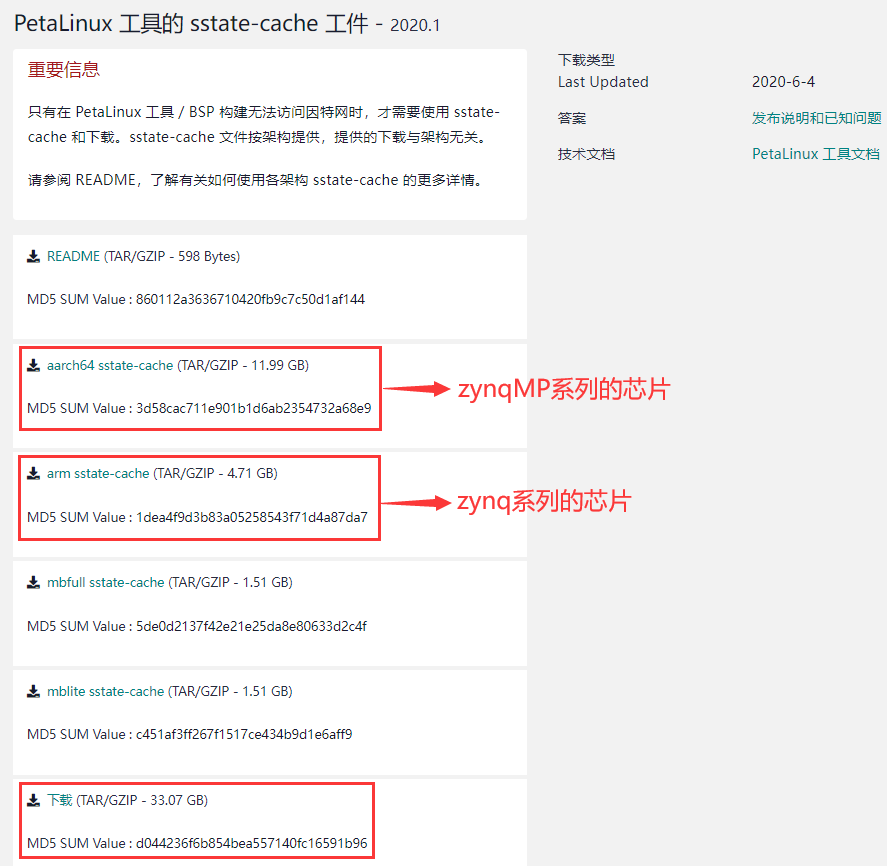 PetaLinux 工具的 sstate-cache 工件 - 2020.1
重要信息
只有在 PetaLinux 工具 / BSP 构建无法访问因特网时，才需要使用 sstate-
cache 和下载。sstate-cache 文件按架构提供，提供的下载与架构无关。
请参阅 README，了解有关如何使用各架构 sstate-cache 的更多详情。
下载类型
Last Updated 2020-6-4
答案 发布说明和已知问题
技术文档 PetaLinux 工具文档
README (TAR/GZIP - 598 Bytes)
MD5 SUM Value : 860112a3636710420fb9c7c50d1af144
aarch64 sstate-cache (TAR/GZIP - 11.99 GB)
MD5 SUM Value : 3d58cac711e901b1d6ab2354732a68e9
zynqMP系列的芯片
arm sstate-cache (TAR/GZIP - 4.71 GB)
MD5 SUM Value : 1dea4f9d3b83a05258543f71d4a87da7
zynq系列的芯片
mbfull sstate-cache (TAR/GZIP - 1.51 GB)
MD5 SUM Value : 5de0d2137f42e21e25da8e80633d2c4f
mblite sstate-cache (TAR/GZIP - 1.51 GB)
MD5 SUM Value : c451af3ff267f1517ce434b9d1e6aff9
下载 (TAR/GZIP - 33.07 GB)
MD5 SUM Value : d044236f6b854bea557140fc16591b96